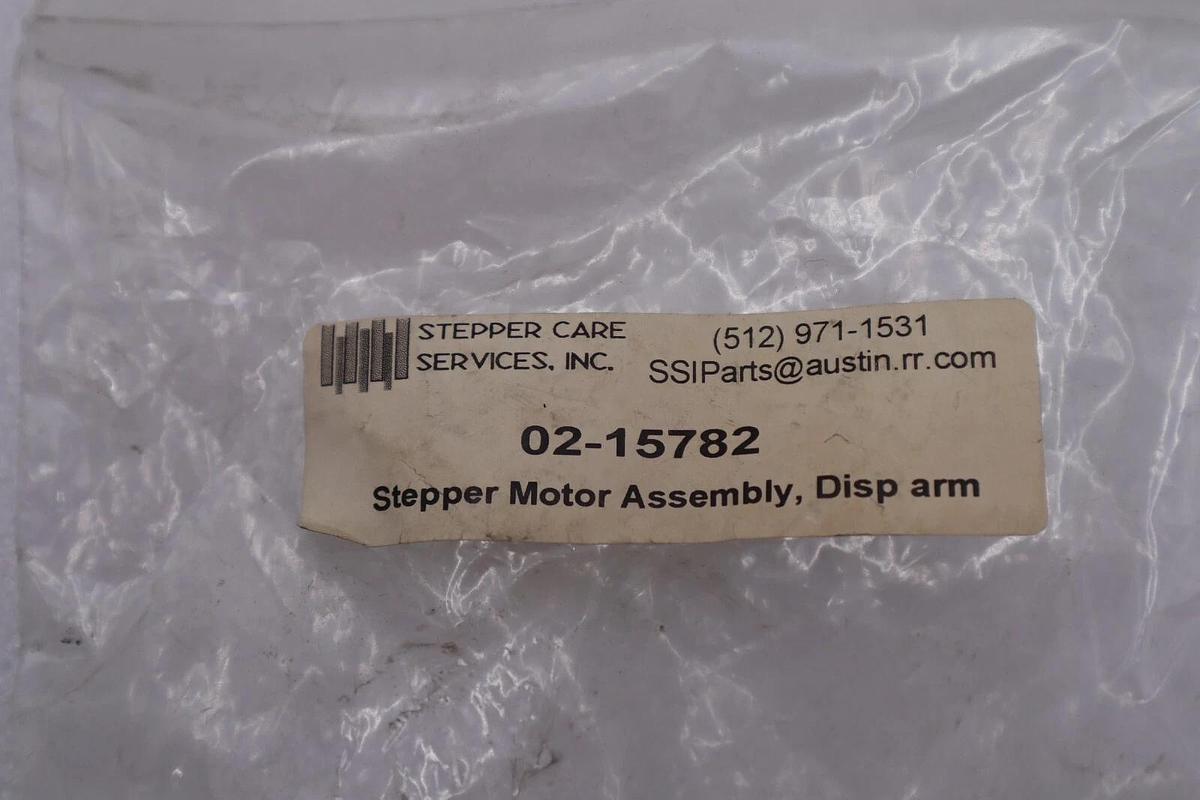 STEPPER CARE
SERVICES, INC.
(512) 971-1531
SSIParts@austin.rr.com
02-15782
Stepper Motor Assembly, Disp arm